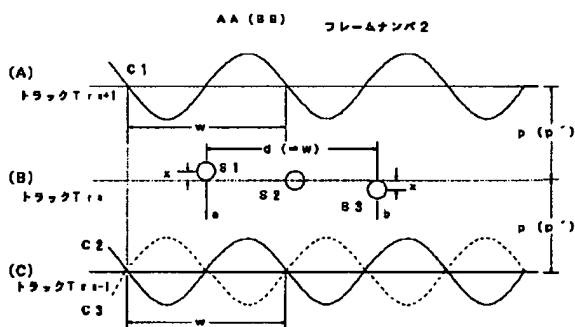 AA (BB)
フレームナンバ2
(A)
C1
トラックTrn+1
w
d (=w)
p (p')
x
S1
(B)
S2
トラックTrn
S3
x
a
b
p (p')
C2
(C)
トラックTrn-1
C3
w